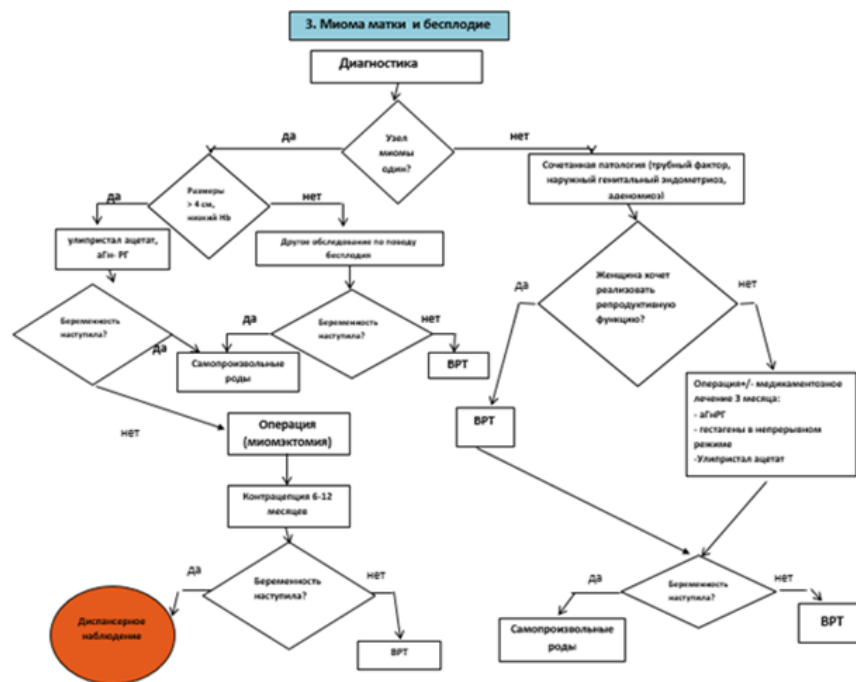 3. Миома матки и бесплодие
Диагностика
да
нет
Узел
миомы
один?
Сочетанная патология (трубный фактор,
наружный генитальный эндометриоз,
аденомиоз)
Размеры
> 4 см,
низкий Hb
да
нет
улипристал ацетат,
аГн- РГ
Другое обследование по поводу
бесплодия
Женщина хочет
реализовать
репродуктивную
функцию?
да
нет
Беременность
наступила?
да
да
Беременность
наступила?
нет
Самопроизвольные
роды
ВРТ
нет
Операция
(миомэктомия)
ВРТ
Операция+/- медикаментозное
лечение 3 месяца:
- аГнРГ
- гестагены в непрерывном
режиме
-Улипристал ацетат
Контрацепция 6-12
месяцев
да
Беременность
наступила?
нет
Диспансерное
наблюдение
ВРТ
да
Беременность
наступила?
нет
Самопроизвольные
роды
ВРТ